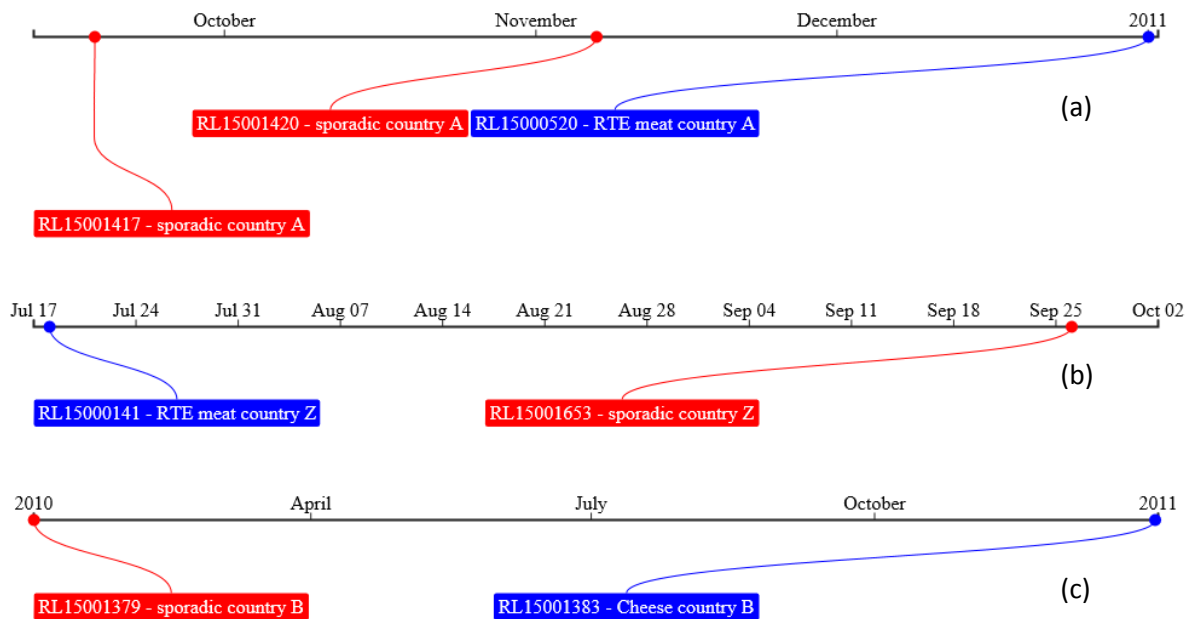 October November December 2011
RL15001420 - sporadic country A RL15000520 - RTE meat country A
(a)
RL15001417 - sporadic country A
Jul 17 Jul 24 Jul 31 Aug 07 Aug 14 Aug 21 Aug 28 Sep 04 Sep 11 Sep 18 Sep 25 Oct 02
(b)
RL15000141 - RTE meat country Z RL15001653 - sporadic country Z
2010 April July October 2011
(c)
RL15001379 - sporadic country B RL15001383 - Cheese country B